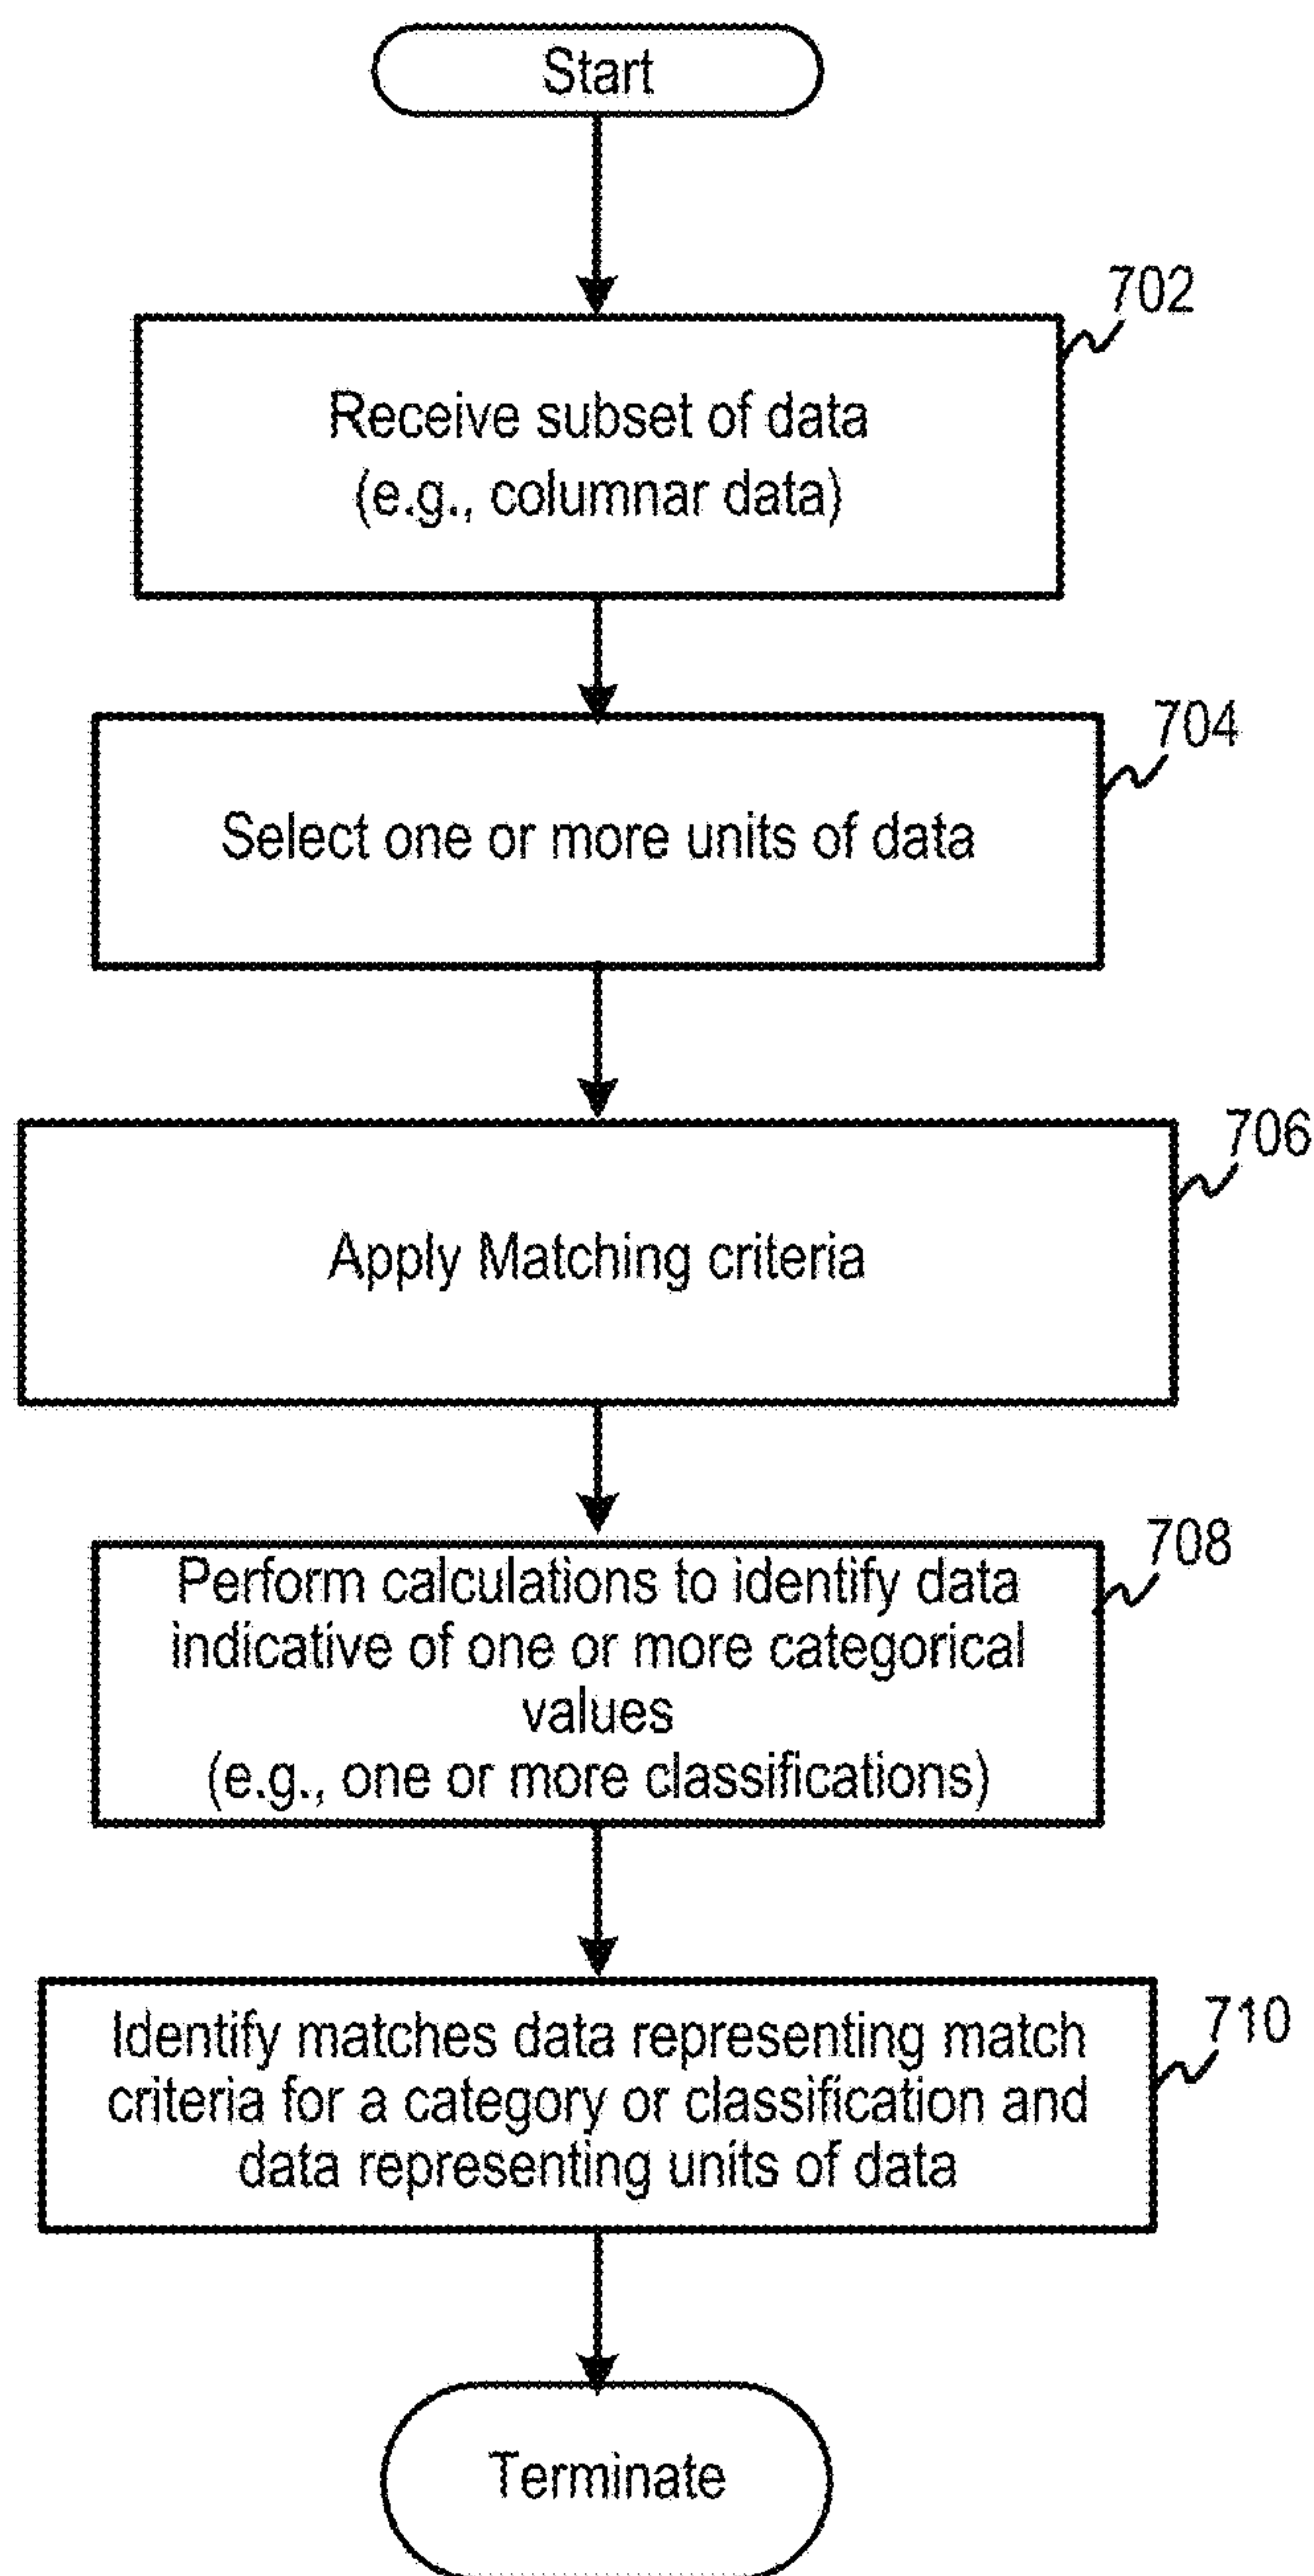 Start
702
Receive subset of data
(e.g., columnar data)
704
Select one or more units of data
706
Apply Matching criteria
708
Perform calculations to identify data
indicative of one or more categorical
values
(e.g., one or more classifications)
710
Identify matches data representing match
criteria for a category or classification and
data representing units of data
Terminate